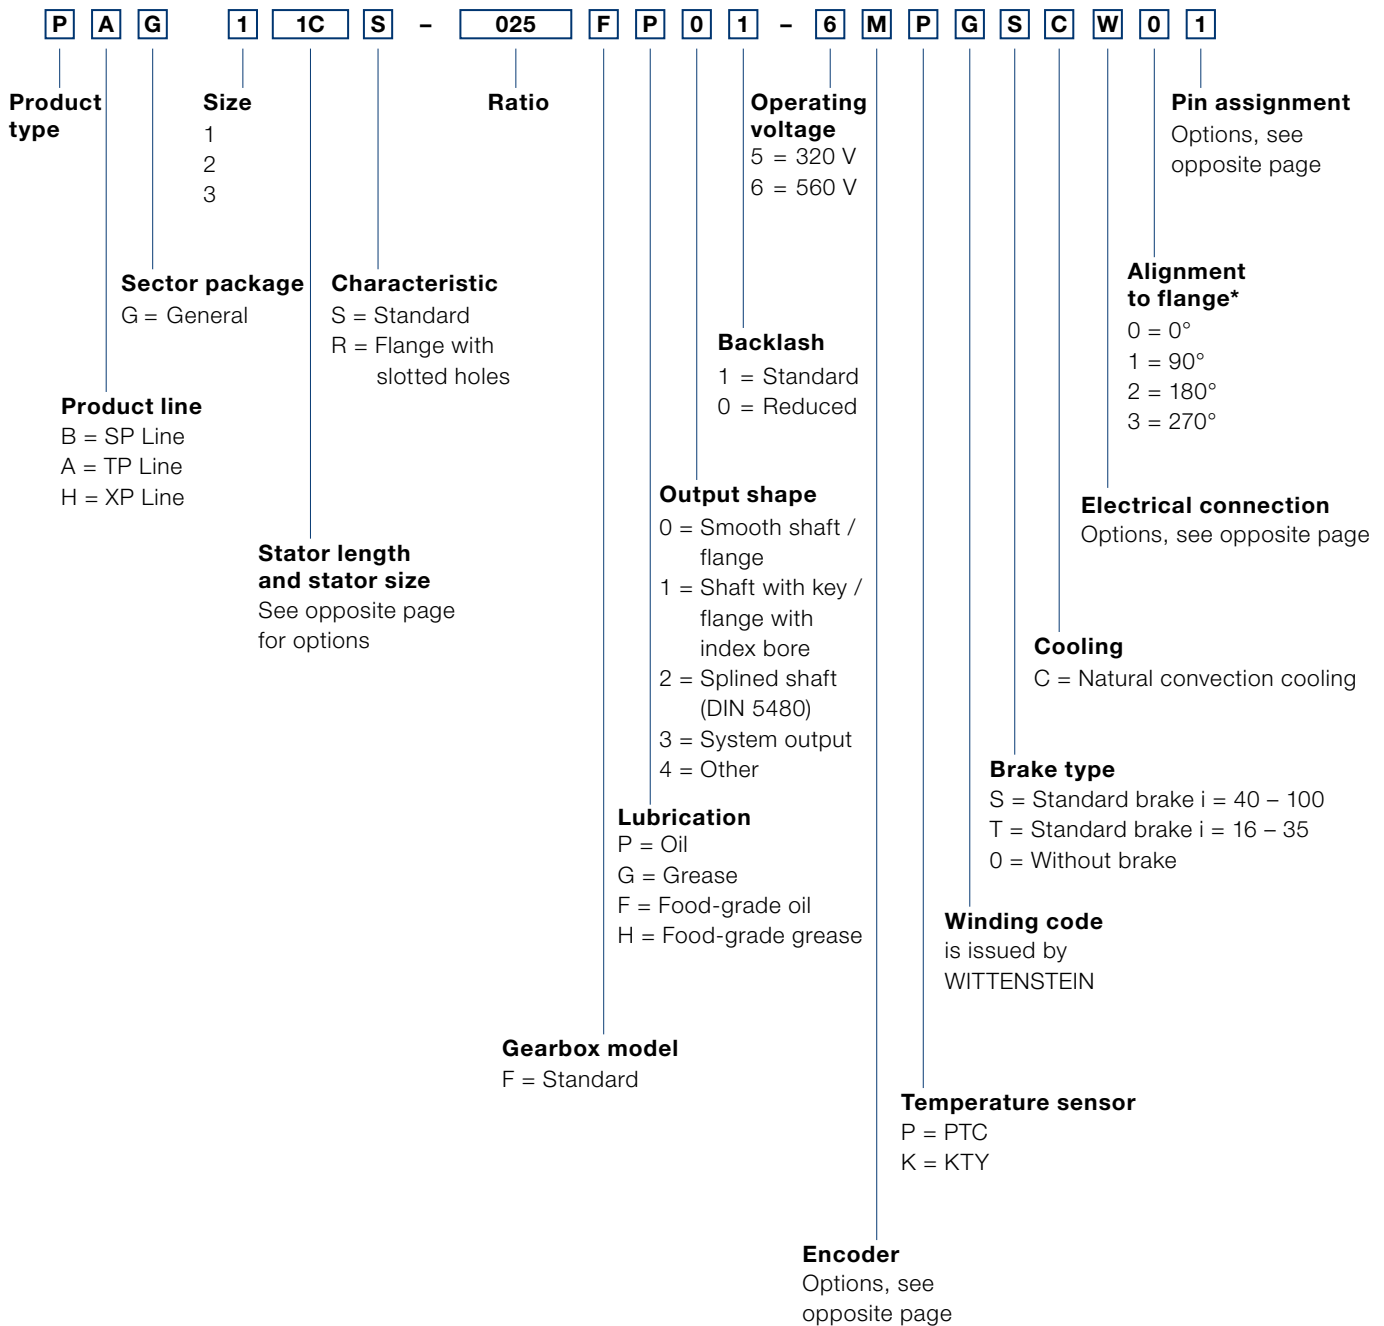 P A G 1 1C S – 025 F P 0 1 – 6 M P G S C W 0 1
Product
type
Size
1
2
3
Ratio
Operating
voltage
5 = 320 V
6 = 560 V
Pin assignment
Options, see
opposite page
Sector package
G = General
Characteristic
S = Standard
R = Flange with
slotted holes
Alignment
to flange*
0 = 0°
1 = 90°
2 = 180°
3 = 270°
Backlash
1 = Standard
0 = Reduced
Product line
B = SP Line
A = TP Line
H = XP Line
Output shape
0 = Smooth shaft /
flange
1 = Shaft with key /
flange with
index bore
2 = Splined shaft
(DIN 5480)
3 = System output
4 = Other
Electrical connection
Options, see opposite page
Stator length
and stator size
See opposite page
for options
Cooling
C = Natural convection cooling
Brake type
S = Standard brake i = 40 – 100
T = Standard brake i = 16 – 35
0 = Without brake
Lubrication
P = Oil
G = Grease
F = Food-grade oil
H = Food-grade grease
Winding code
is issued by
WITTENSTEIN
Gearbox model
F = Standard
Temperature sensor
P = PTC
K = KTY
Encoder
Options, see
opposite page